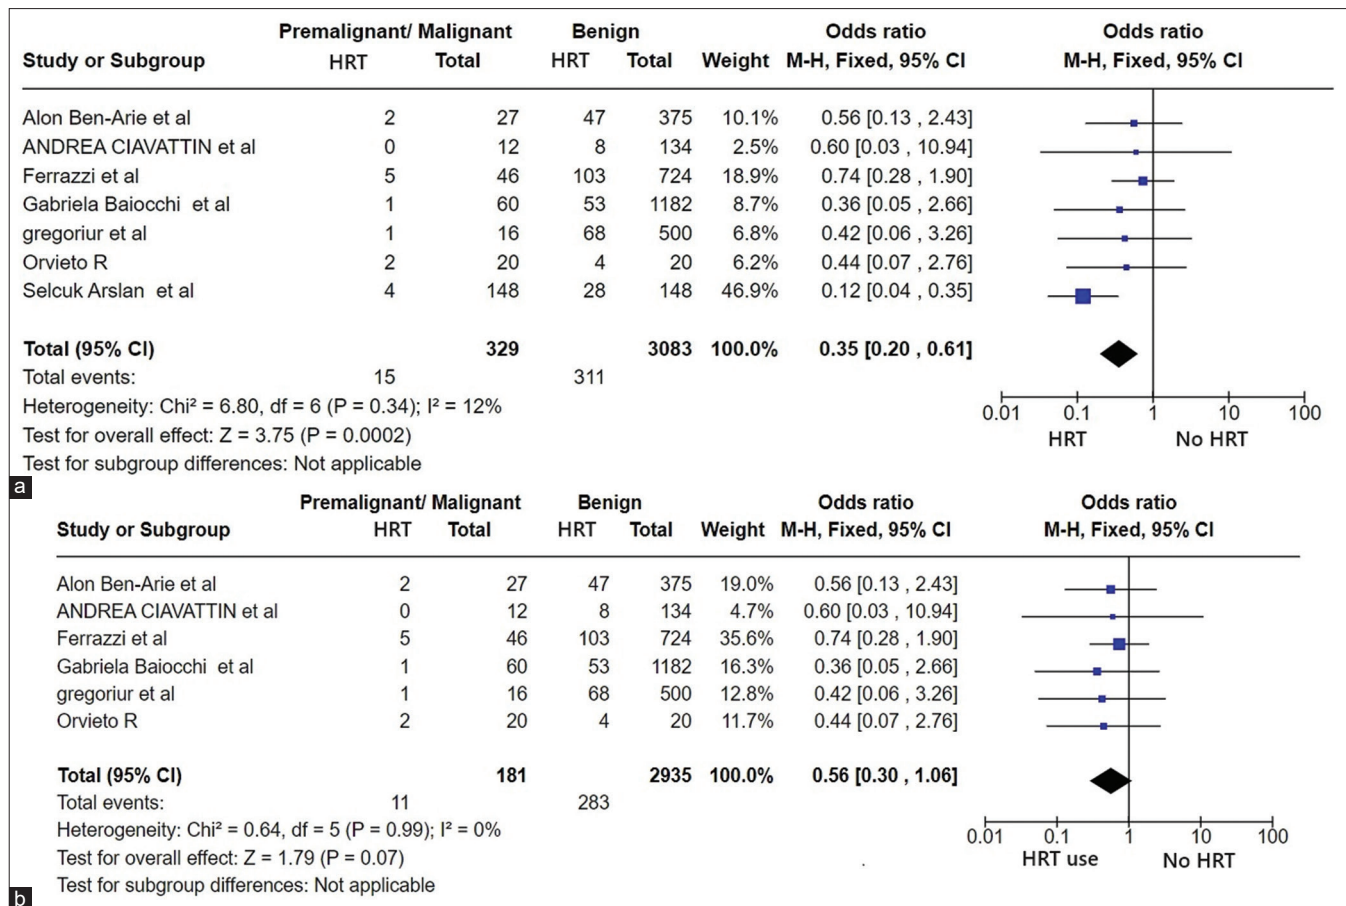 Premalignant/ Malignant Benign Odds ratio Odds ratio
Study or Subgroup HRT Total HRT Total Weight M-H, Fixed, 95% CI M-H, Fixed, 95% CI
Alon Ben-Arie et al 2 27 47 375 10.1% 0.56 [0.13 , 2.43]
ANDREA CIAVATTIN et al 0 12 8 134 2.5% 0.60 [0.03 , 10.94]
Ferrazzi et al 5 46 103 724 18.9% 0.74 [0.28 , 1.90]
Gabriela Baiocchi et al 1 60 53 1182 8.7% 0.36 [0.05 , 2.66]
gregoriur et al 1 16 68 500 6.8% 0.42 [0.06 , 3.26]
Orvieto R 2 20 4 20 6.2% 0.44 [0.07 , 2.76]
Selcuk Arslan et al 4 148 28 148 46.9% 0.12 [0.04 , 0.35]
Total (95% CI) 329 3083 100.0% 0.35 [0.20 , 0.61]
Total events: 15 311
Heterogeneity: Chi² = 6.80, df = 6 (P = 0.34); I² = 12%
Test for overall effect: Z = 3.75 (P = 0.0002)
Test for subgroup differences: Not applicable
0.01 0.1 1 10 100
HRT No HRT
a
Premalignant/ Malignant Benign Odds ratio Odds ratio
Study or Subgroup HRT Total HRT Total Weight M-H, Fixed, 95% CI M-H, Fixed, 95% CI
Alon Ben-Arie et al 2 27 47 375 19.0% 0.56 [0.13 , 2.43]
ANDREA CIAVATTIN et al 0 12 8 134 4.7% 0.60 [0.03 , 10.94]
Ferrazzi et al 5 46 103 724 35.6% 0.74 [0.28 , 1.90]
Gabriela Baiocchi et al 1 60 53 1182 16.3% 0.36 [0.05 , 2.66]
gregoriur et al 1 16 68 500 12.8% 0.42 [0.06 , 3.26]
Orvieto R 2 20 4 20 11.7% 0.44 [0.07 , 2.76]
Total (95% CI) 181 2935 100.0% 0.56 [0.30 , 1.06]
Total events: 11 283
Heterogeneity: Chi² = 0.64, df = 5 (P = 0.99); I² = 0%
Test for overall effect: Z = 1.79 (P = 0.07)
Test for subgroup differences: Not applicable
0.01 0.1 1 10 100
HRT use No HRT
b